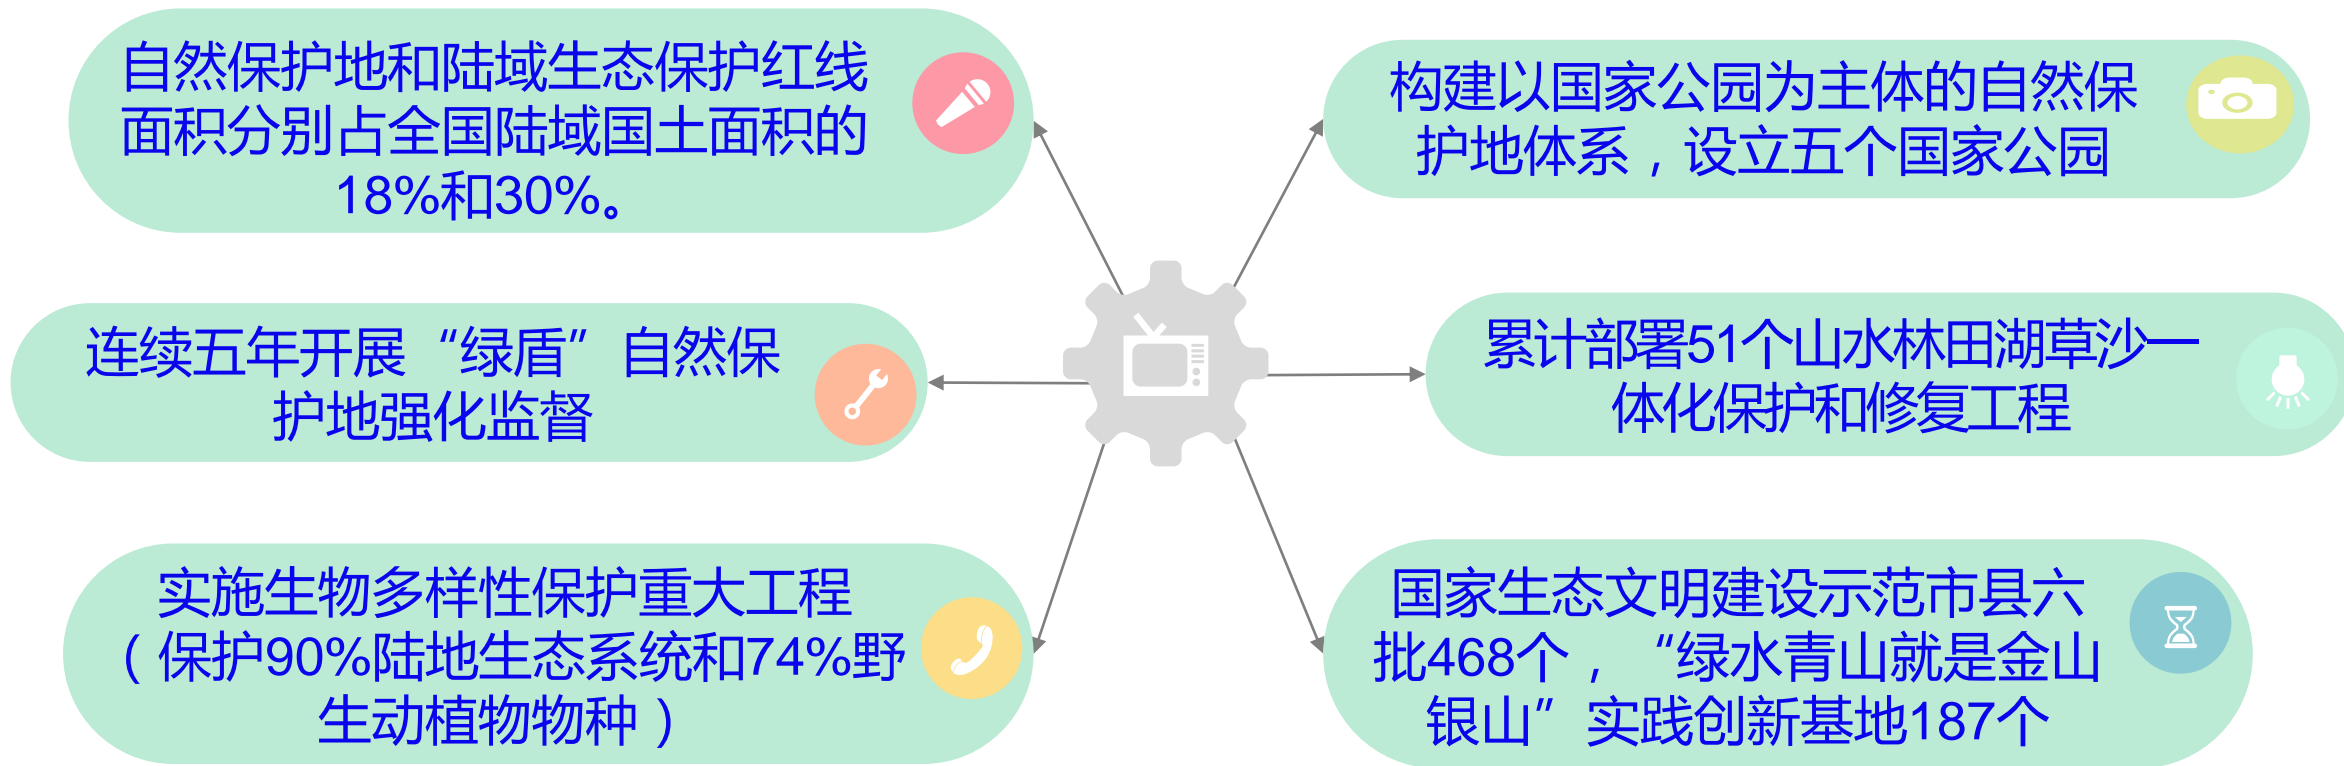 自然保护地和陆域生态保护红线
面积分别占全国陆域国土面积的
18%和30%。
连续五年开展“绿盾”自然保
护地强化监督
实施生物多样性保护重大工程
（保护90%陆地生态系统和74%野
生动植物物种）
构建以国家公园为主体的自然保
护地体系，设立五个国家公园
累计部署51个山水林田湖草沙一
体化保护和修复工程
国家生态文明建设示范市县六
批468个，“绿水青山就是金山
银山”实践创新基地187个